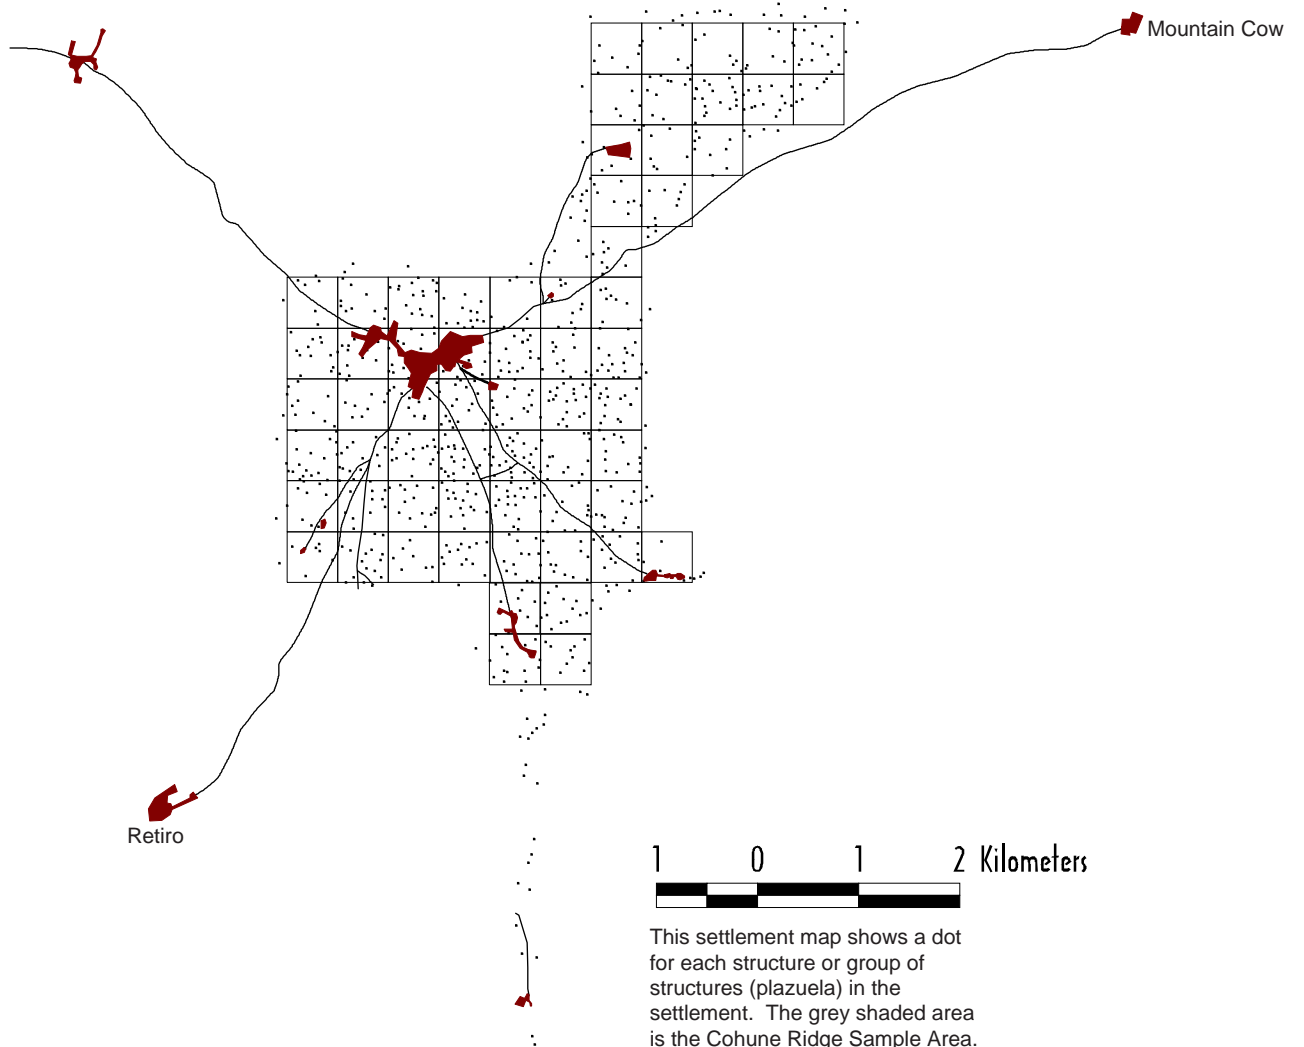 Mountain Cow
Retiro
1 0 1 2 Kilometers
This settlement map shows a dot
for each structure or group of
structures (plazuela) in the
settlement. The grey shaded area
is the Cohune Ridge Sample Area.